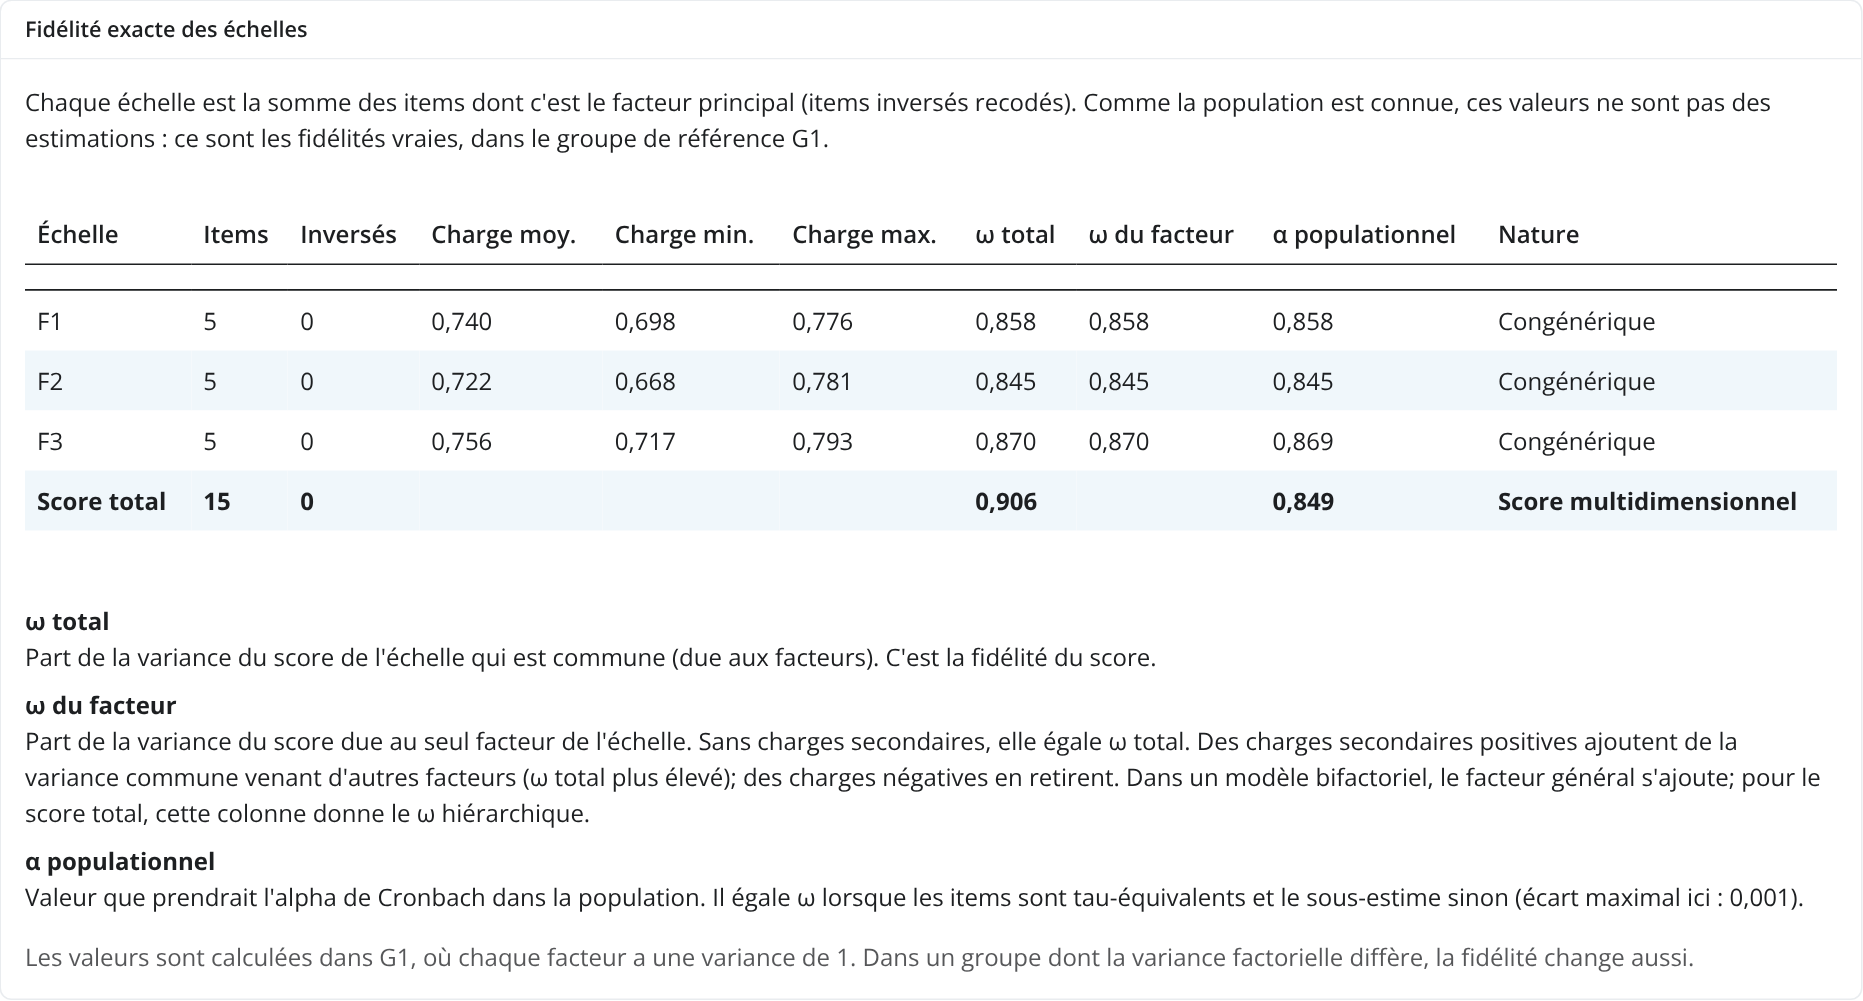 Fidélité exacte des échelles
Chaque échelle est la somme des items dont c'est le facteur principal (items inversés recodés). Comme la population est connue, ces valeurs ne sont pas des
estimations : ce sont les fidélités vraies, dans le groupe de référence G1.
Échelle Items Inversés Charge moy. Charge min. Charge max. ω total ω du facteur α populationnel Nature
F1 5 0 0,740 0,698 0,776 0,858 0,858 0,858 Congénérique
F2 5 0 0,722 0,668 0,781 0,845 0,845 0,845 Congénérique
F3 5 0 0,756 0,717 0,793 0,870 0,870 0,869 Congénérique
Score total 15 0 0,906 0,849 Score multidimensionnel
ω total
Part de la variance du score de l'échelle qui est commune (due aux facteurs). C'est la fidélité du score.
ω du facteur
Part de la variance du score due au seul facteur de l'échelle. Sans charges secondaires, elle égale ω total. Des charges secondaires positives ajoutent de la
variance commune venant d'autres facteurs (ω total plus élevé); des charges négatives en retirent. Dans un modèle bifactoriel, le facteur général s'ajoute; pour le
score total, cette colonne donne le ω hiérarchique.
α populationnel
Valeur que prendrait l'alpha de Cronbach dans la population. Il égale ω lorsque les items sont tau-équivalents et le sous-estime sinon (écart maximal ici : 0,001).
Les valeurs sont calculées dans G1, où chaque facteur a une variance de 1. Dans un groupe dont la variance factorielle diffère, la fidélité change aussi.